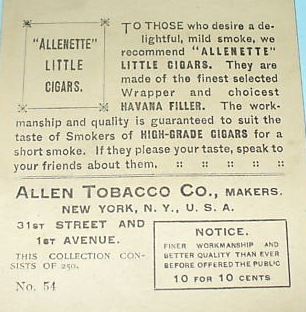 "ALLENETTE"
LITTLE
CIGARS.
TO THOSE who desire a de-
lightful, mild smoke, we
recommend "ALLENETTE"
LITTLE CIGARS. They are
made of the finest selected
Wrapper and choicest
HAVANA FILLER. The work-
manship and quality is guaranteed to suit the
taste of Smokers of HIGH-GRADE CIGARS for a
short smoke. If they please your taste, speak to
your friends about them. :: :: :: :: ::
ALLEN TOBACCO CO., MAKERS.
NEW YORK, N. Y., U. S. A.
31ST STREET AND
1ST AVENUE.
THIS COLLECTION CON-
SISTS OF 250.
No. 54
NOTICE.
FINER WORKMANSHIP AND
BETTER QUALITY THAN EVER
BEFORE OFFERED THE PUBLIC
10 FOR 10 CENTS